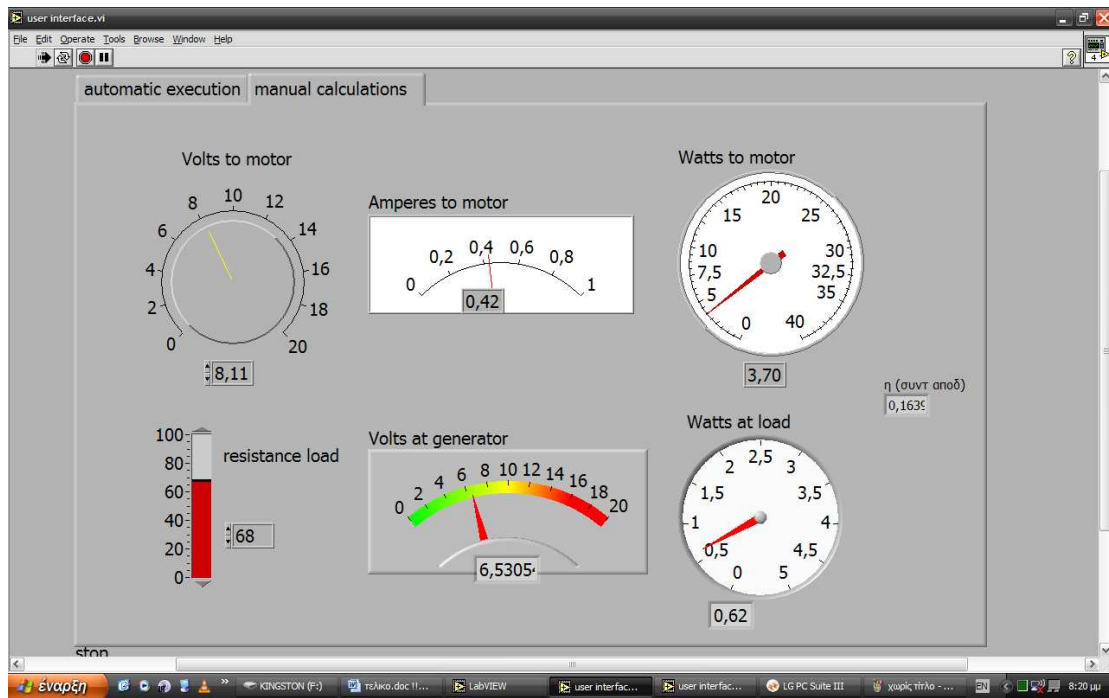 user interface.vi
File Edit Operate Tools Browse Window Help
4
automatic execution manual calculations
Volts to motor
0 2 4 6 8 10 12 14 16 18 20
8,11
Amperes to motor
0 0,2 0,4 0,6 0,8 1
0,42
Watts to motor
0 5 7,5 10 15 20 25 30 32,5 35 40
3,70
η (συντ αποδ)
0,1639
resistance load
100
80
60
40
20
0
68
Volts at generator
0 2 4 6 8 10 12 14 16 18 20
6,53054
Watts at load
0 0,5 1 1,5 2 2,5 3 3,5 4 4,5 5
0,62
stop
έναρξη » KINGSTON (F:) τελικο.doc !!... LabVIEW user interfac... user interfac... LG PC Suite III χωρίς τίτλο - ... EN 8:20 μμ